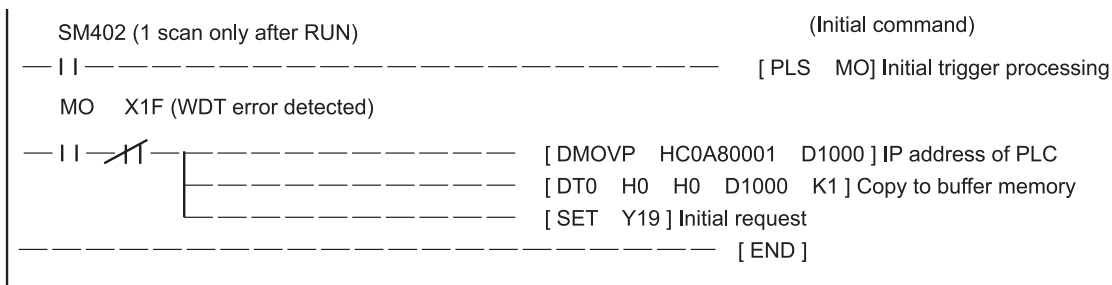 (Initial command)
SM402 (1 scan only after RUN)
[ PLS MO] Initial trigger processing
MO X1F (WDT error detected)
[ DMOVP HC0A80001 D1000 ] IP address of PLC
[ DT0 H0 H0 D1000 K1 ] Copy to buffer memory
[ SET Y19 ] Initial request
[ END ]